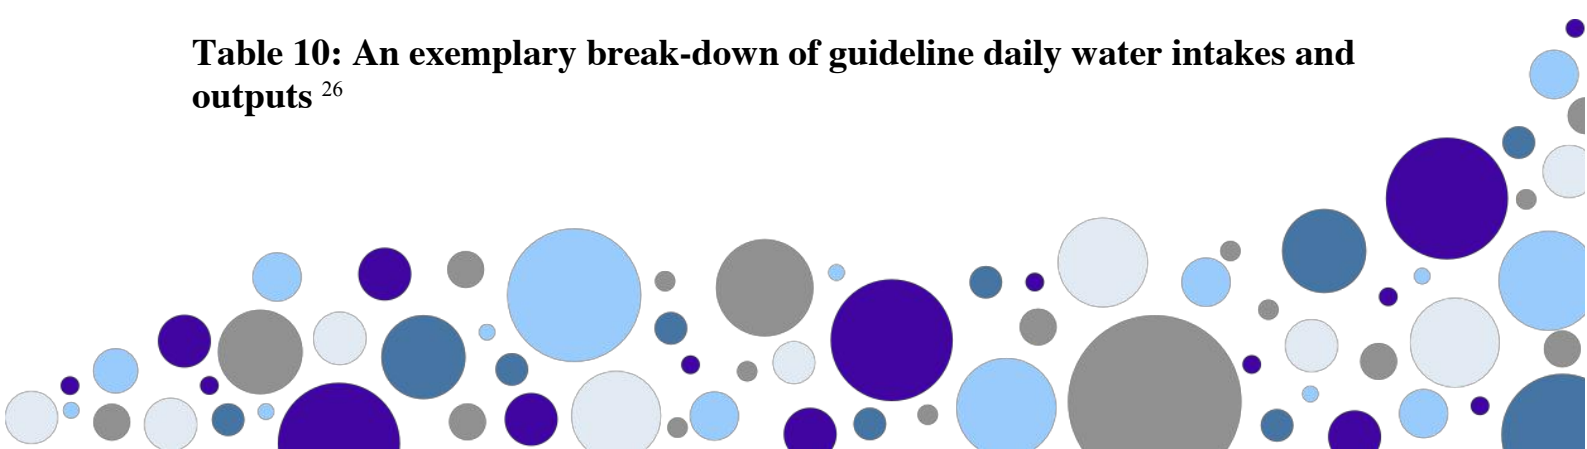 Table 10: An exemplary break-down of guideline daily water intakes and
outputs 26